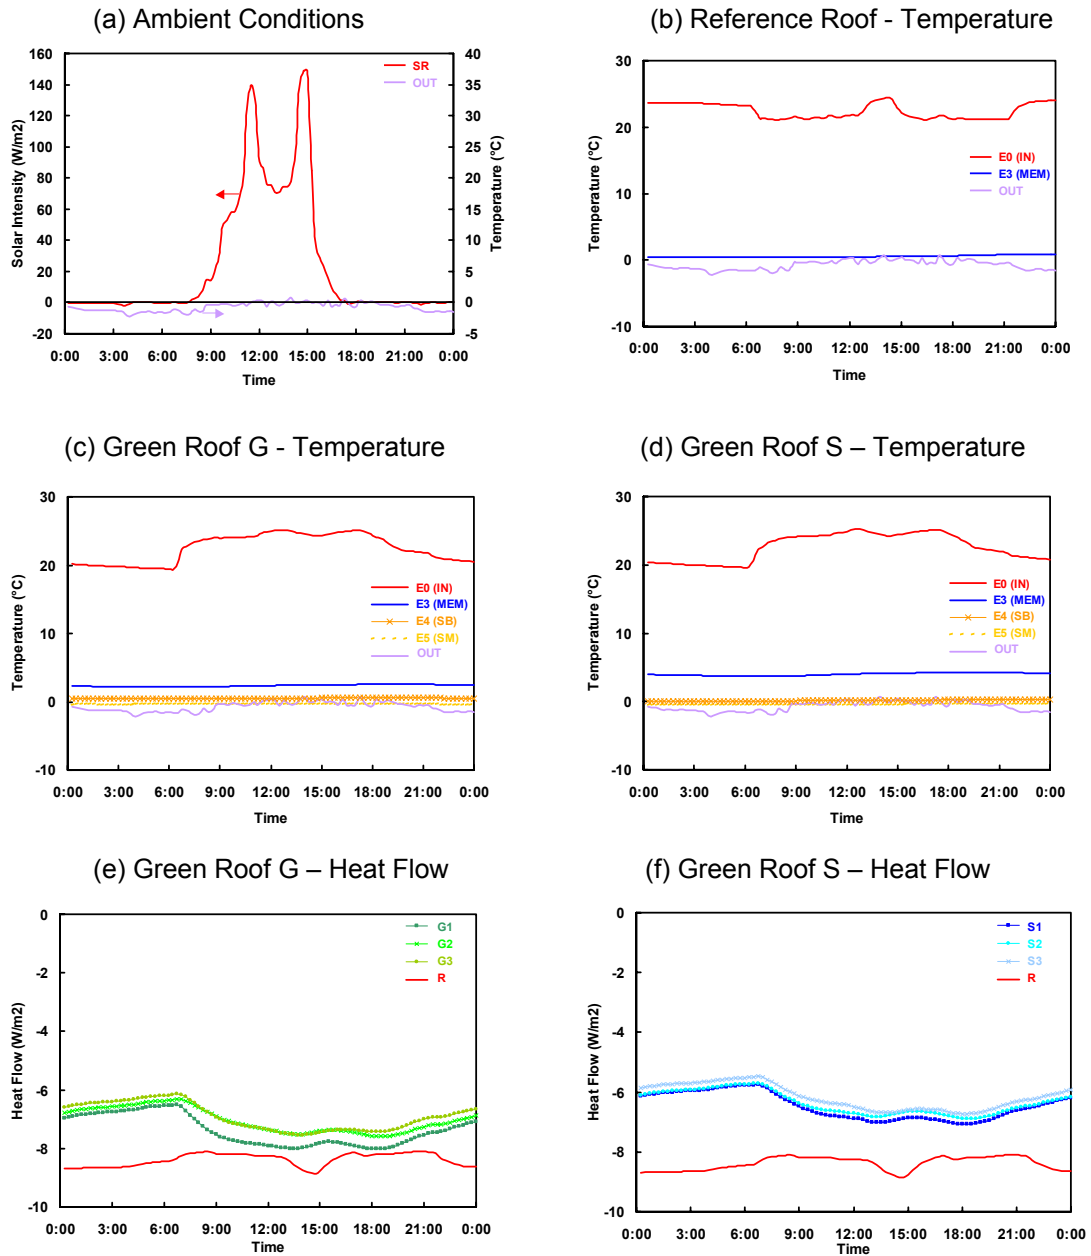 (a) Ambient Conditions
160
140
120
100
80
60
40
20
0
-20
Solar Intensity (W/m2)
40
35
30
25
20
15
10
5
0
-5
Temperature (°C)
SR
OUT
0:00 3:00 6:00 9:00 12:00 15:00 18:00 21:00 0:00
Time
(b) Reference Roof - Temperature
30
20
10
0
-10
Temperature (°C)
E0 (IN)
E3 (MEM)
OUT
0:00 3:00 6:00 9:00 12:00 15:00 18:00 21:00 0:00
Time
(c) Green Roof G - Temperature
30
20
10
0
-10
Temperature (°C)
E0 (IN)
E3 (MEM)
E4 (SB)
E5 (SM)
OUT
0:00 3:00 6:00 9:00 12:00 15:00 18:00 21:00 0:00
Time
(d) Green Roof S – Temperature
30
20
10
0
-10
Temperature (°C)
E0 (IN)
E3 (MEM)
E4 (SB)
E5 (SM)
OUT
0:00 3:00 6:00 9:00 12:00 15:00 18:00 21:00 0:00
Time
(e) Green Roof G – Heat Flow
0
-2
-4
-6
-8
-10
Heat Flow (W/m2)
G1
G2
G3
R
0:00 3:00 6:00 9:00 12:00 15:00 18:00 21:00 0:00
Time
(f) Green Roof S – Heat Flow
0
-2
-4
-6
-8
-10
Heat Flow (W/m2)
S1
S2
S3
R
0:00 3:00 6:00 9:00 12:00 15:00 18:00 21:00 0:00
Time